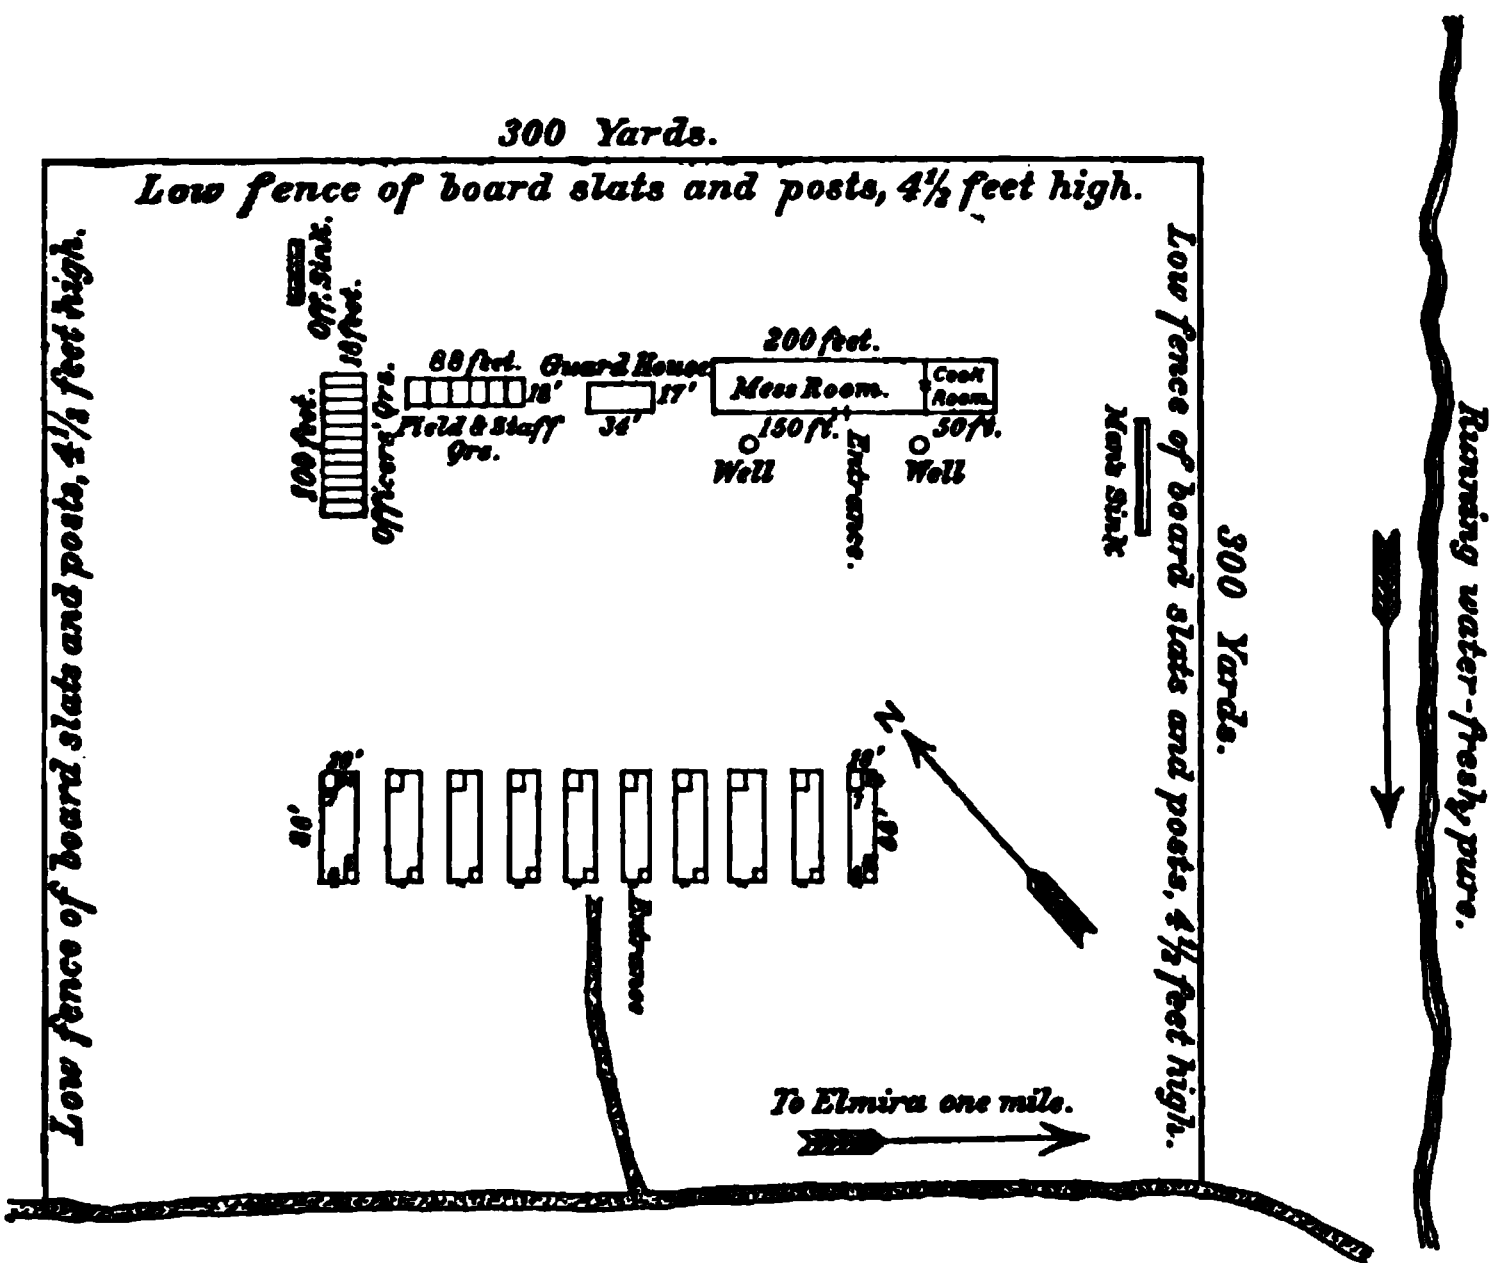 300 Yards.
Low fence of board slats and posts, 4½ feet high.
Low fence of board slats and posts, 4½ feet high.
Off. Sink.
18 feet.
100 feet.
Officers' Qrs.
88 feet.
18'
Field & Staff
Qrs.
Guard House
17'
34'
200 feet.
Mess Room.
Cook
Room
150 ft.
50 ft.
Well
Entrance.
Well
Men's Sink
Low fence of board slats and posts, 4½ feet high.
300 Yards.
Running water-fresh, pure.
N
7
Entrance
To Elmira one mile.